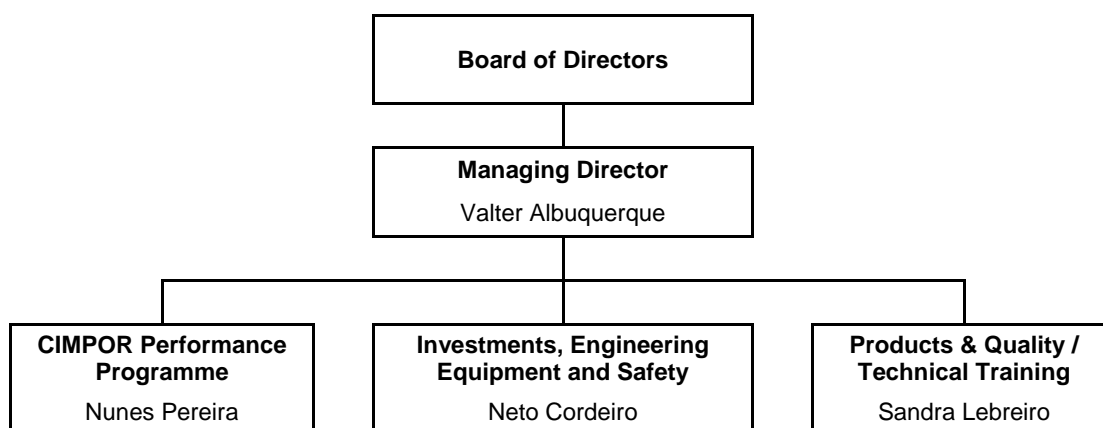 Board of Directors
Managing Director
Valter Albuquerque
CIMPOR Performance
Programme
Nunes Pereira
Investments, Engineering
Equipment and Safety
Neto Cordeiro
Products & Quality /
Technical Training
Sandra Lebreiro